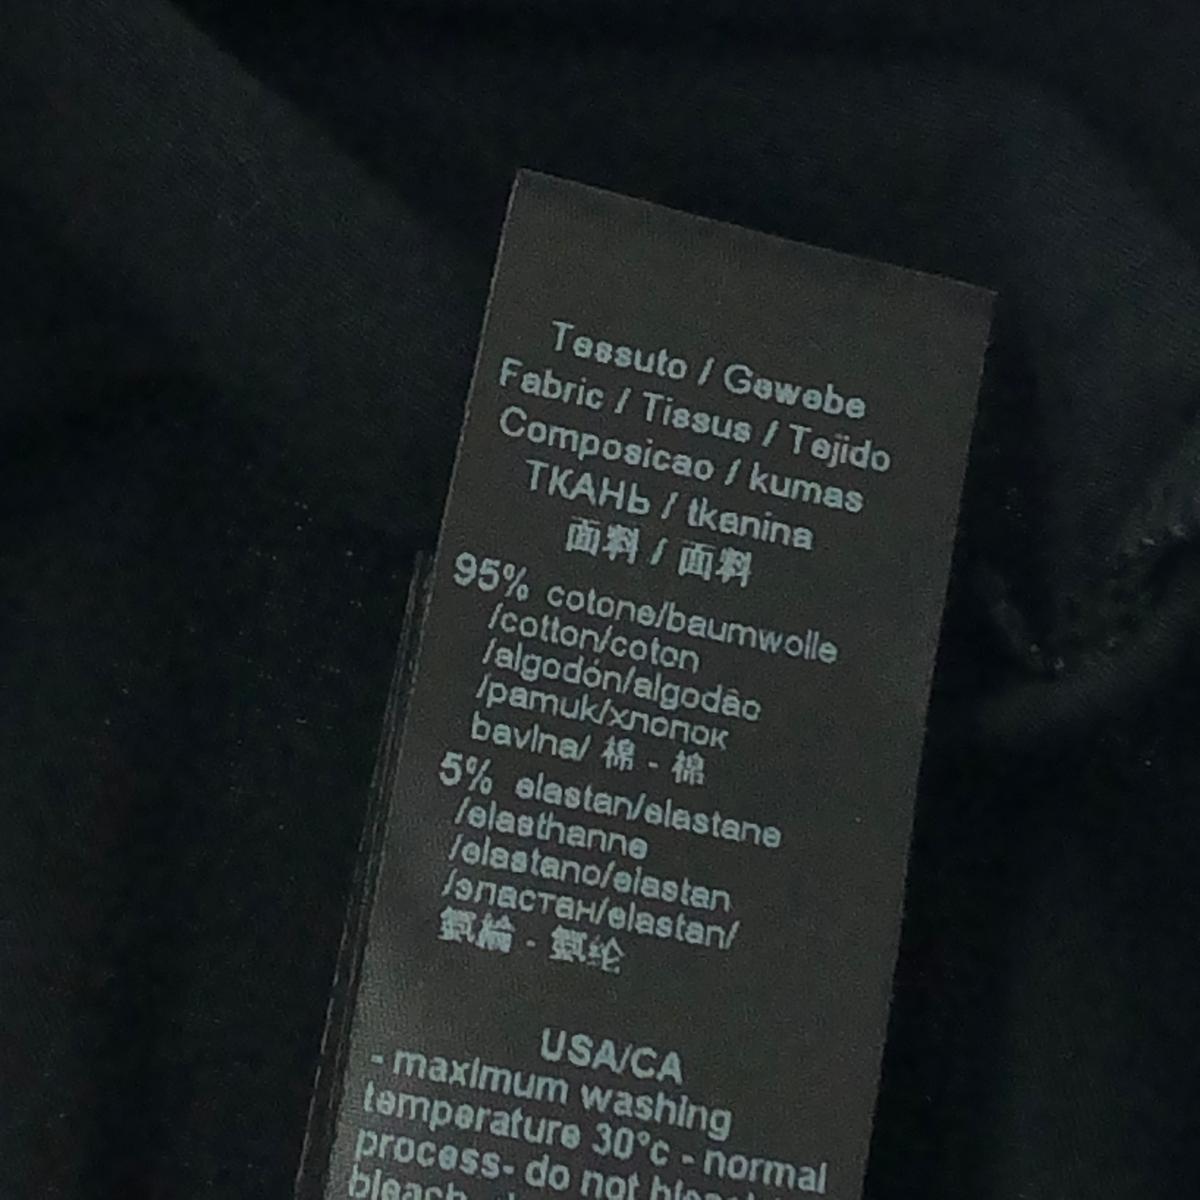 Tessuto / Gewebe
Fabric / Tissus / Tejido
Composicao / kumas
ТКАНЬ / tkanina
面料 / 面料
95% cotone/baumwolle
/cotton/coton
/algodón/algodão
/pamuk/хлопок
bavlna/ 棉 - 棉
5% elastan/elastane
/elasthanne
/elastano/elastan
/эластан/elastan/
氨綸 - 氨纶
USA/CA
- maximum washing
temperature 30°c - normal
process- do not bleach
bleach